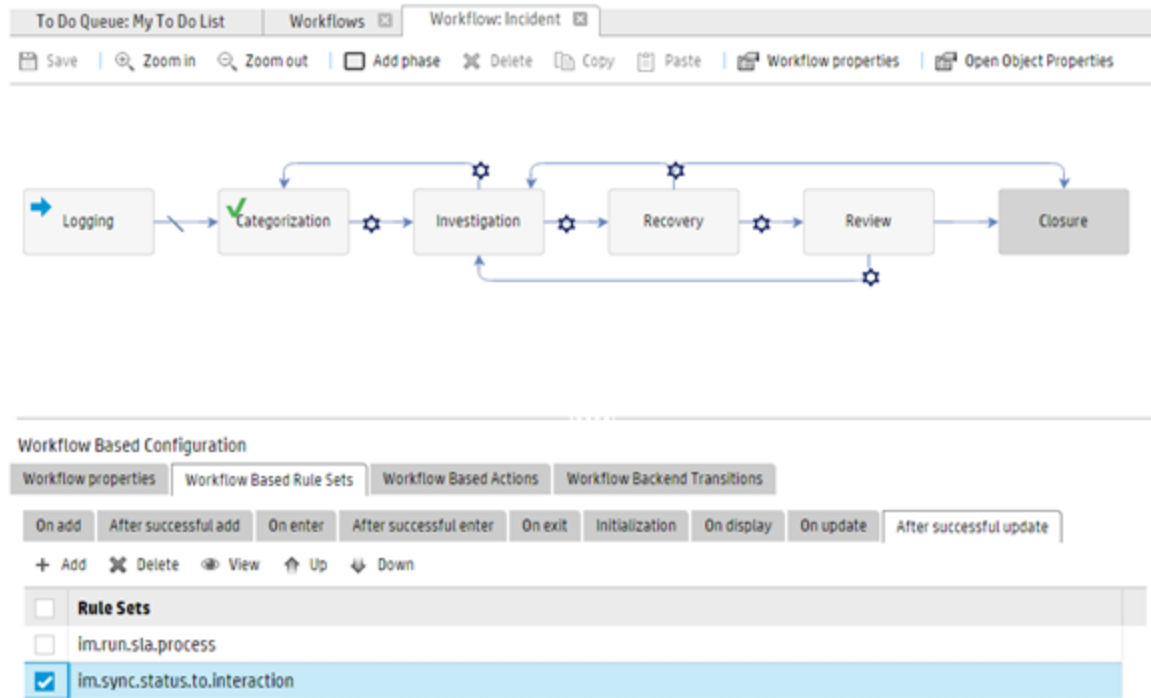 To Do Queue: My To Do List Workflows Workflow: Incident
Save Zoom in Zoom out Add phase Delete Copy Paste Workflow properties Open Object Properties
Logging Categorization Investigation Recovery Review Closure
Workflow Based Configuration
Workflow properties Workflow Based Rule Sets Workflow Based Actions Workflow Backend Transitions
On add After successful add On enter After successful enter On exit Initialization On display On update After successful update
Add Delete View Up Down
Rule Sets
im.run.sla.process
im.sync.status.to.interaction